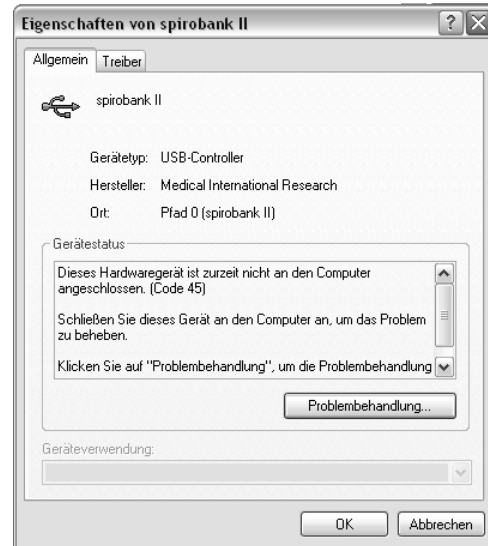 Eigenschaften von spirobank II
Allgemein Treiber
spirobank II
Gerätetyp: USB-Controller
Hersteller: Medical International Research
Ort: Pfad 0 (spirobank II)
Gerätestatus
Dieses Hardwaregerät ist zurzeit nicht an den Computer
angeschlossen. (Code 45)
Schließen Sie dieses Gerät an den Computer an, um das Problem
zu beheben.
Klicken Sie auf "Problembehandlung", um die Problembehandlung
Problembehandlung...
Geräteverwendung:
OK Abbrechen